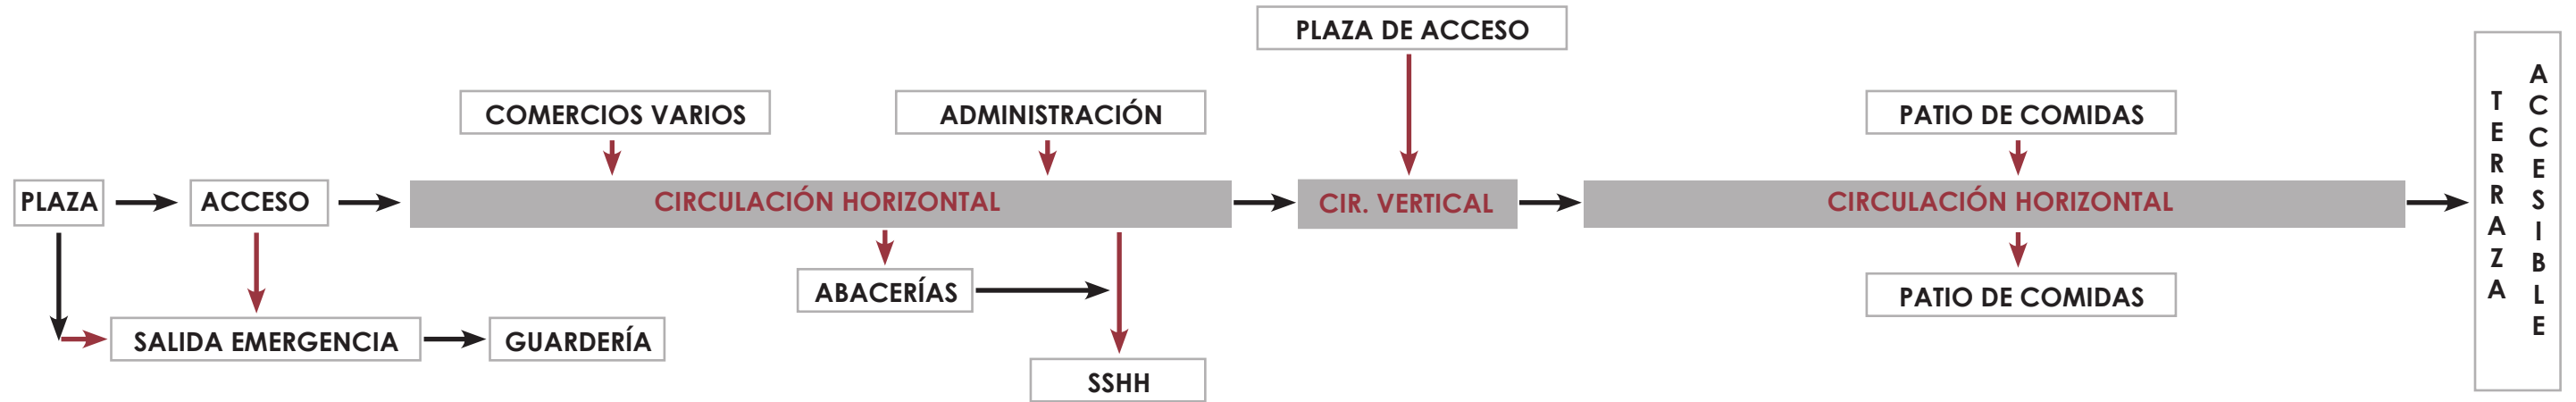 PLAZA DE ACCESO
COMERCIOS VARIOS
ADMINISTRACIÓN
PATIO DE COMIDAS
PLAZA
ACCESO
CIRCULACIÓN HORIZONTAL
CIR. VERTICAL
CIRCULACIÓN HORIZONTAL
TERRAZA
ACCESIBLE
ABACERÍAS
PATIO DE COMIDAS
SALIDA EMERGENCIA
GUARDERÍA
SSHH